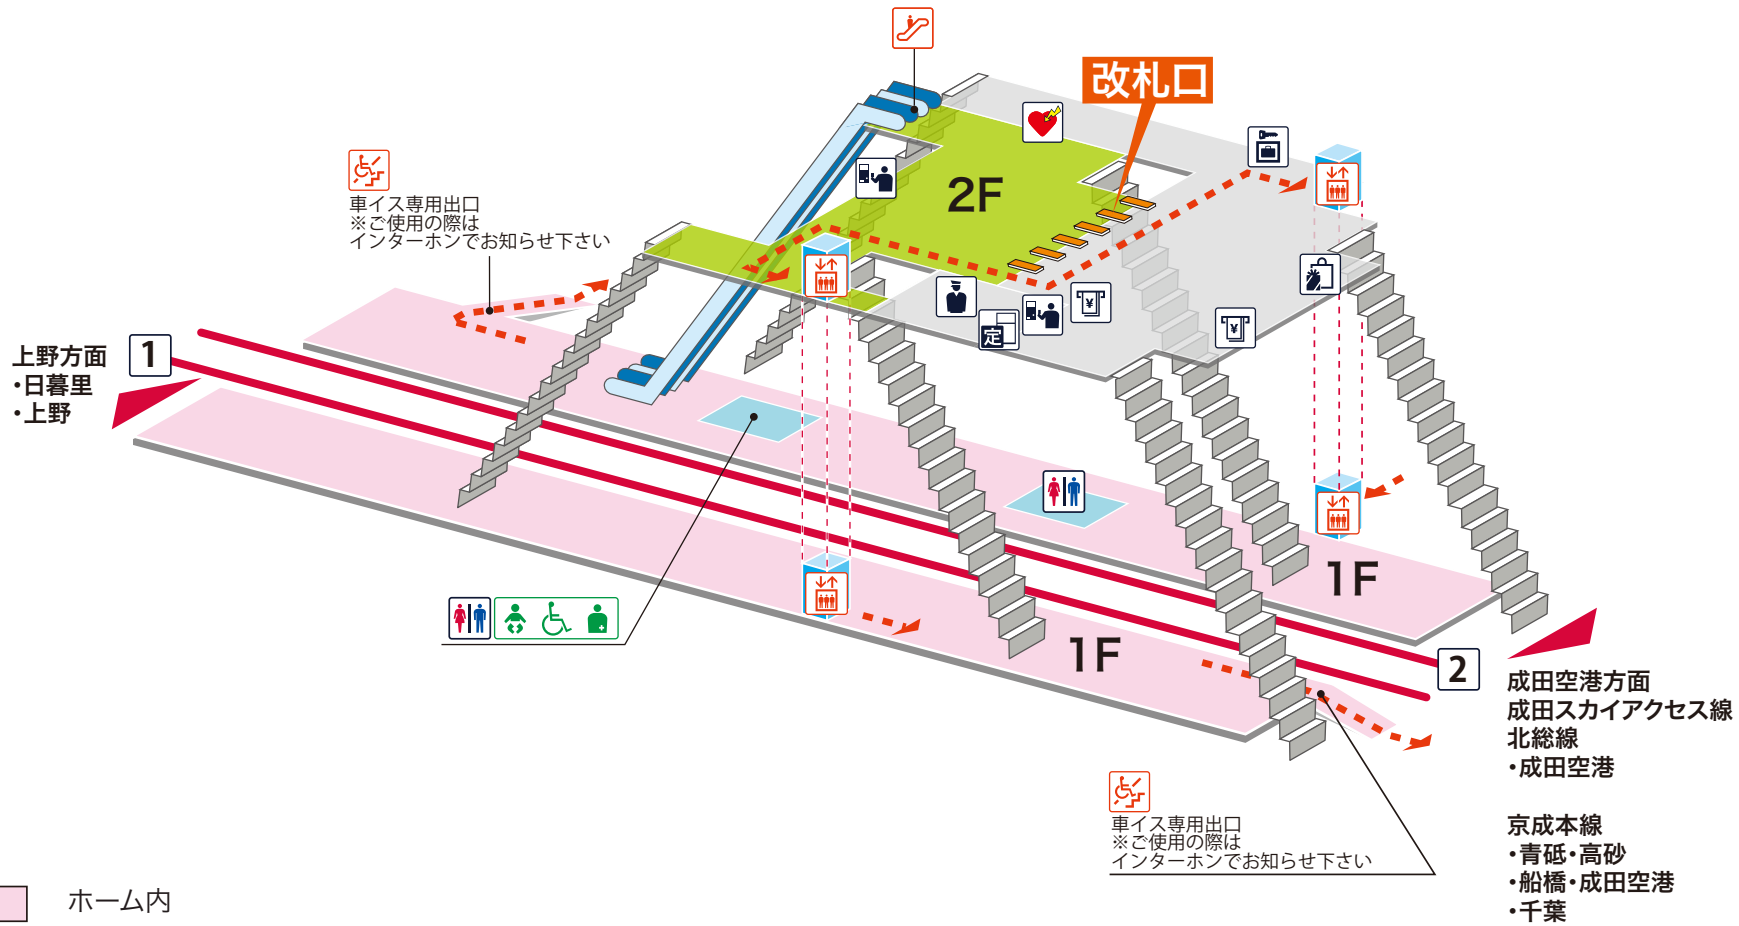 改札口
2F
車イス専用出口
※ご使用の際は
インターホンでお知らせ下さい
上野方面
・日暮里
・上野
1
定
¥
¥
1F
1F
2
成田空港方面
成田スカイアクセス線
北総線
・成田空港
京成本線
・青砥・高砂
・船橋・成田空港
・千葉
車イス専用出口
※ご使用の際は
インターホンでお知らせ下さい
ホーム内